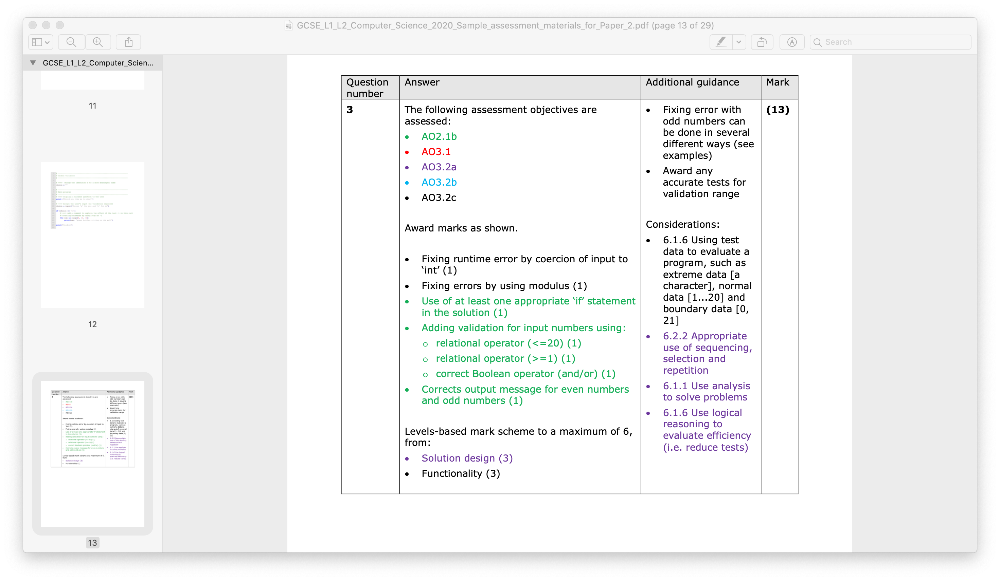 GCSE_L1_L2_Computer_Science_2020_Sample_assessment_materials_for_Paper_2.pdf (page 13 of 29)
Search
GCSE_L1_L2_Computer_Scien...
11
12
13
Question number
Answer
Additional guidance
Mark
3
The following assessment objectives are
assessed:
• AO2.1b
• AO3.1
• AO3.2a
• AO3.2b
• AO3.2c
Award marks as shown.
• Fixing runtime error by coercion of input to
‘int’ (1)
• Fixing errors by using modulus (1)
• Use of at least one appropriate ‘if’ statement
in the solution (1)
• Adding validation for input numbers using:
o relational operator (<=20) (1)
o relational operator (>=1) (1)
o correct Boolean operator (and/or) (1)
• Corrects output message for even numbers
and odd numbers (1)
Levels-based mark scheme to a maximum of 6,
from:
• Solution design (3)
• Functionality (3)
• Fixing error with
odd numbers can
be done in several
different ways (see
examples)
• Award any
accurate tests for
validation range
Considerations:
• 6.1.6 Using test
data to evaluate a
program, such as
extreme data [a
character], normal
data [1...20] and
boundary data [0,
21]
• 6.2.2 Appropriate
use of sequencing,
selection and
repetition
• 6.1.1 Use analysis
to solve problems
• 6.1.6 Use logical
reasoning to
evaluate efficiency
(i.e. reduce tests)
(13)